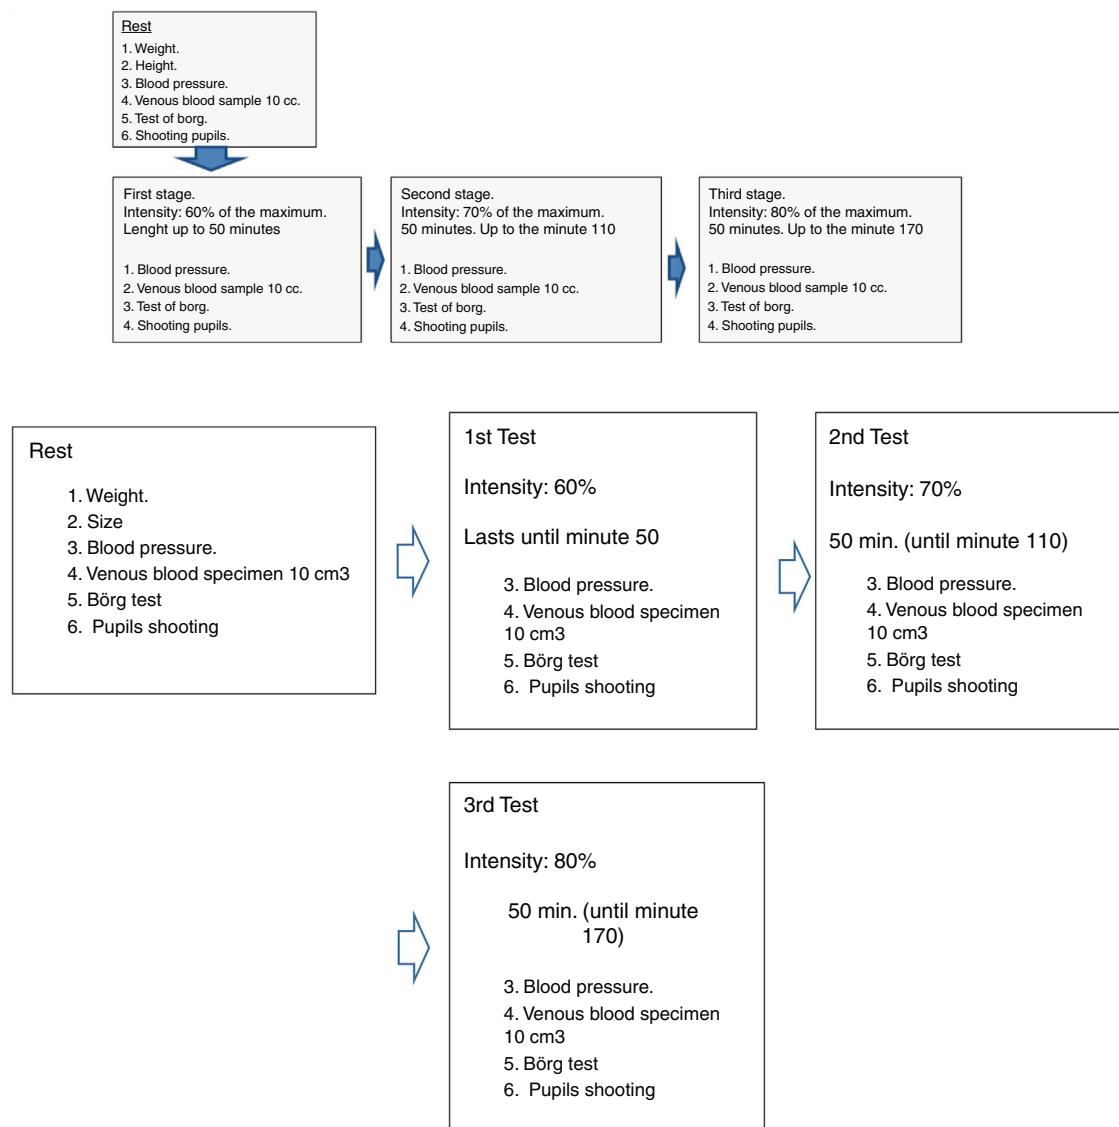 Rest
1. Weight.
2. Height.
3. Blood pressure.
4. Venous blood sample 10 cc.
5. Test of borg.
6. Shooting pupils.
First stage.
Intensity: 60% of the maximum.
Lenght up to 50 minutes
1. Blood pressure.
2. Venous blood sample 10 cc.
3. Test of borg.
4. Shooting pupils.
Second stage.
Intensity: 70% of the maximum.
50 minutes. Up to the minute 110
1. Blood pressure.
2. Venous blood sample 10 cc.
3. Test of borg.
4. Shooting pupils.
Third stage.
Intensity: 80% of the maximum.
50 minutes. Up to the minute 170
1. Blood pressure.
2. Venous blood sample 10 cc.
3. Test of borg.
4. Shooting pupils.
Rest
1. Weight.
2. Size
3. Blood pressure.
4. Venous blood specimen 10 cm3
5. Börg test
6. Pupils shooting
1st Test
Intensity: 60%
Lasts until minute 50
3. Blood pressure.
4. Venous blood specimen
10 cm3
5. Börg test
6. Pupils shooting
2nd Test
Intensity: 70%
50 min. (until minute 110)
3. Blood pressure.
4. Venous blood specimen
10 cm3
5. Börg test
6. Pupils shooting
3rd Test
Intensity: 80%
50 min. (until minute
170)
3. Blood pressure.
4. Venous blood specimen
10 cm3
5. Börg test
6. Pupils shooting